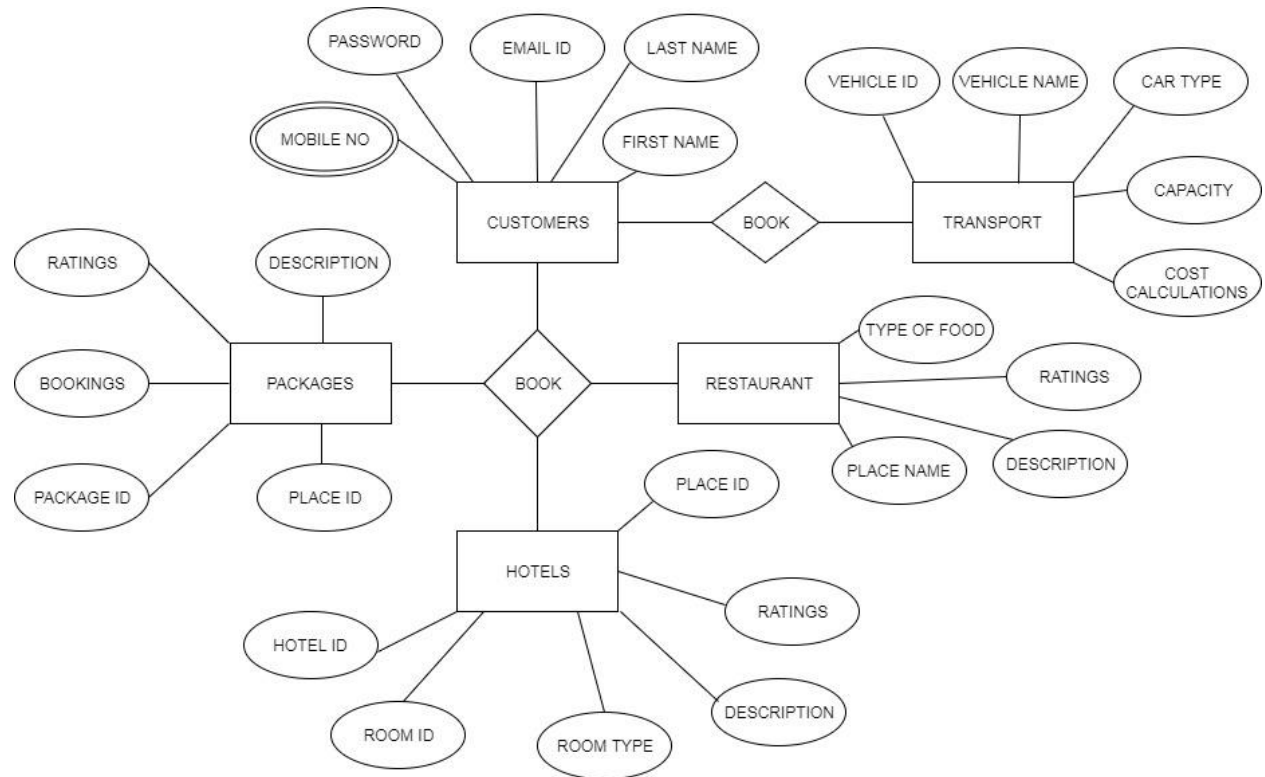 PASSWORD
EMAIL ID
LAST NAME
VEHICLE ID
VEHICLE NAME
CAR TYPE
MOBILE NO
FIRST NAME
CUSTOMERS
BOOK
TRANSPORT
CAPACITY
RATINGS
DESCRIPTION
COST
CALCULATIONS
TYPE OF FOOD
BOOKINGS
PACKAGES
BOOK
RESTAURANT
RATINGS
PACKAGE ID
PLACE ID
PLACE NAME
DESCRIPTION
PLACE ID
HOTELS
RATINGS
HOTEL ID
ROOM ID
ROOM TYPE
DESCRIPTION